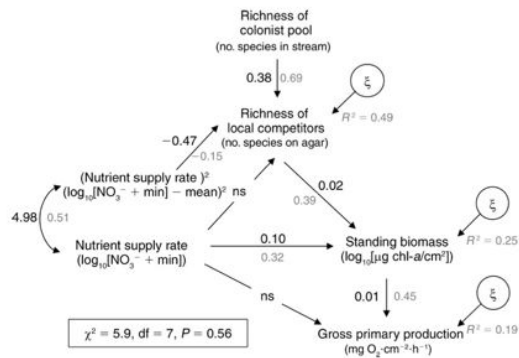 Richness of
colonist pool
(no. species in stream)
0.38 0.69
ξ
Richness of
local competitors
(no. species on agar)
R² = 0.49
−0.47
−0.15
(Nutrient supply rate )²
(log₁₀[NO₃⁻ + min] − mean)²
ns
0.02
0.39
4.98 0.51
ξ
Nutrient supply rate
(log₁₀[NO₃⁻ + min])
0.10
0.32
Standing biomass
(log₁₀[μg chl-a/cm²])
R² = 0.25
ns
0.01 0.45
ξ
χ² = 5.9, df = 7, P = 0.56
Gross primary production
(mg O₂·cm⁻²·h⁻¹)
R² = 0.19